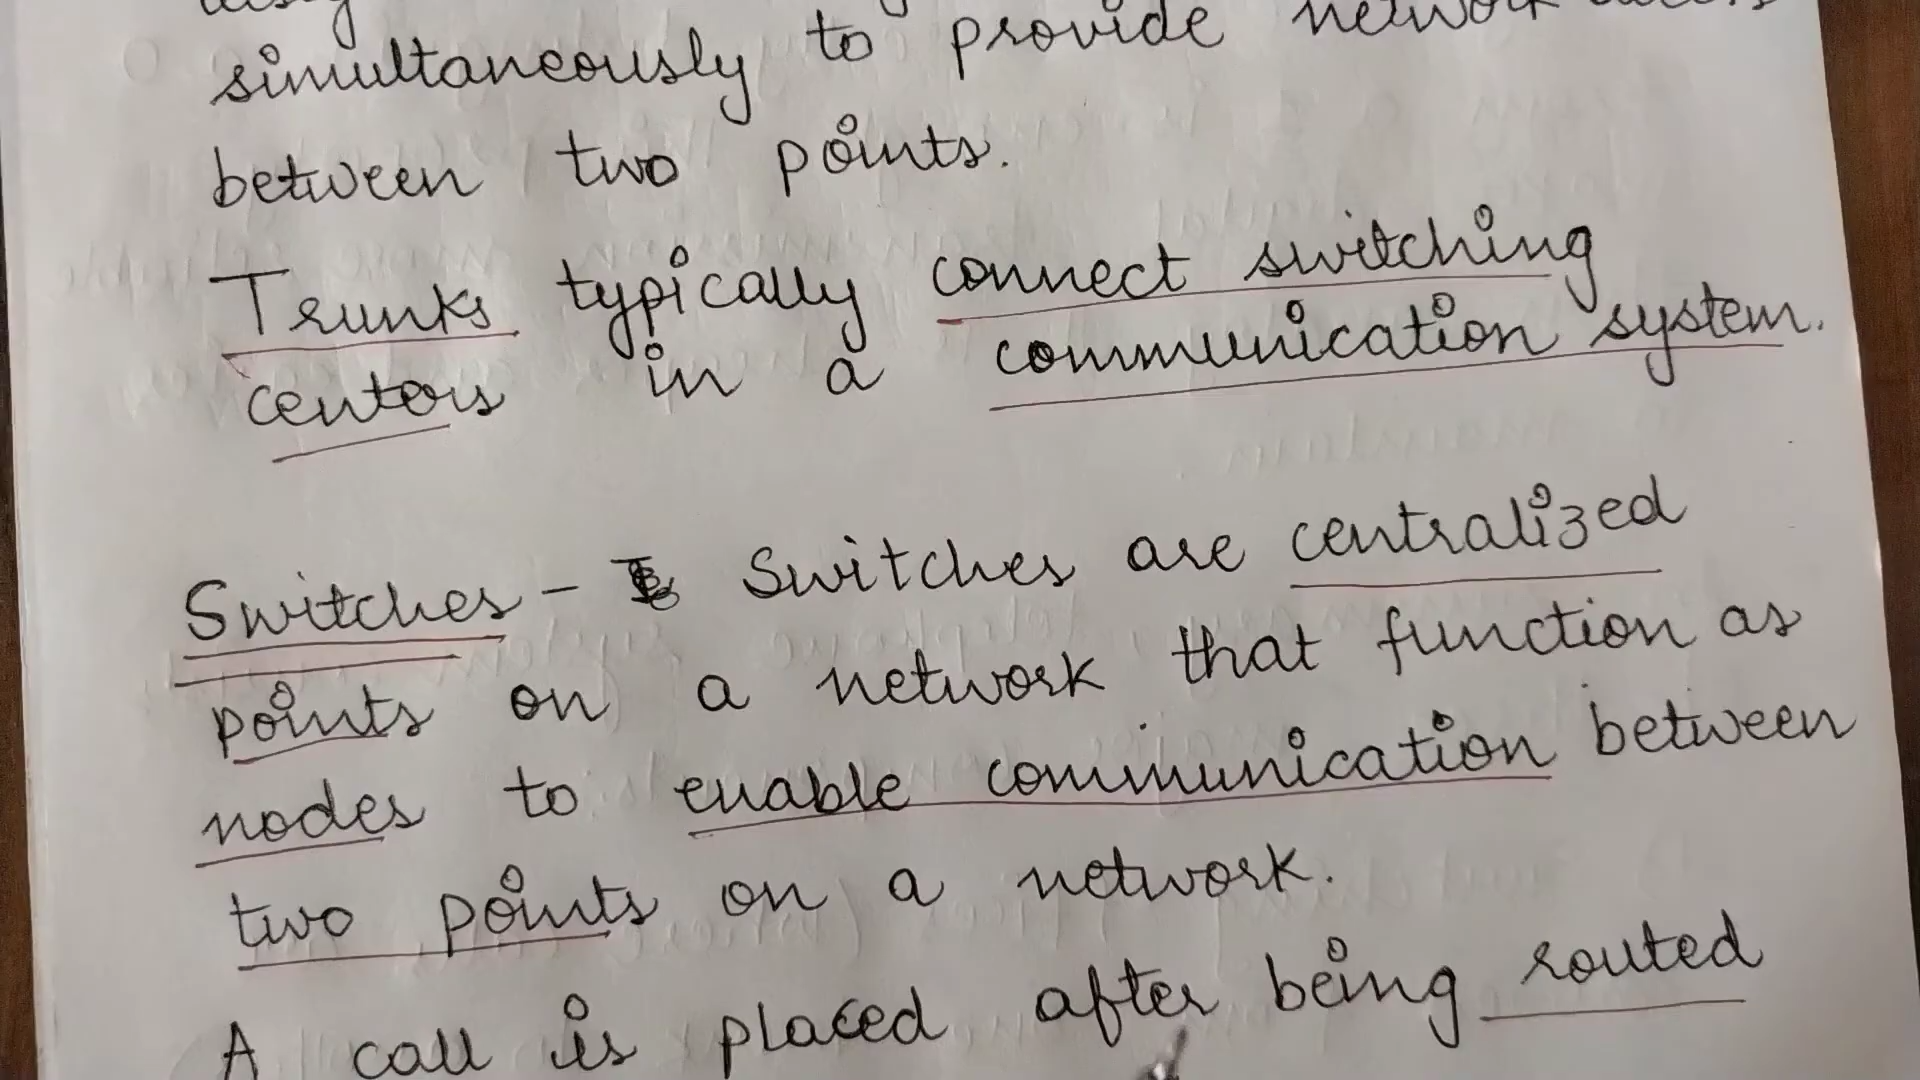 simultaneously to provide network
between two points.
Trunks typically connect switching
centers in a communication system.
Switches - Switches are centralized
points on a network that function as
nodes to enable communication between
two points on a network.
A call is placed after being routed